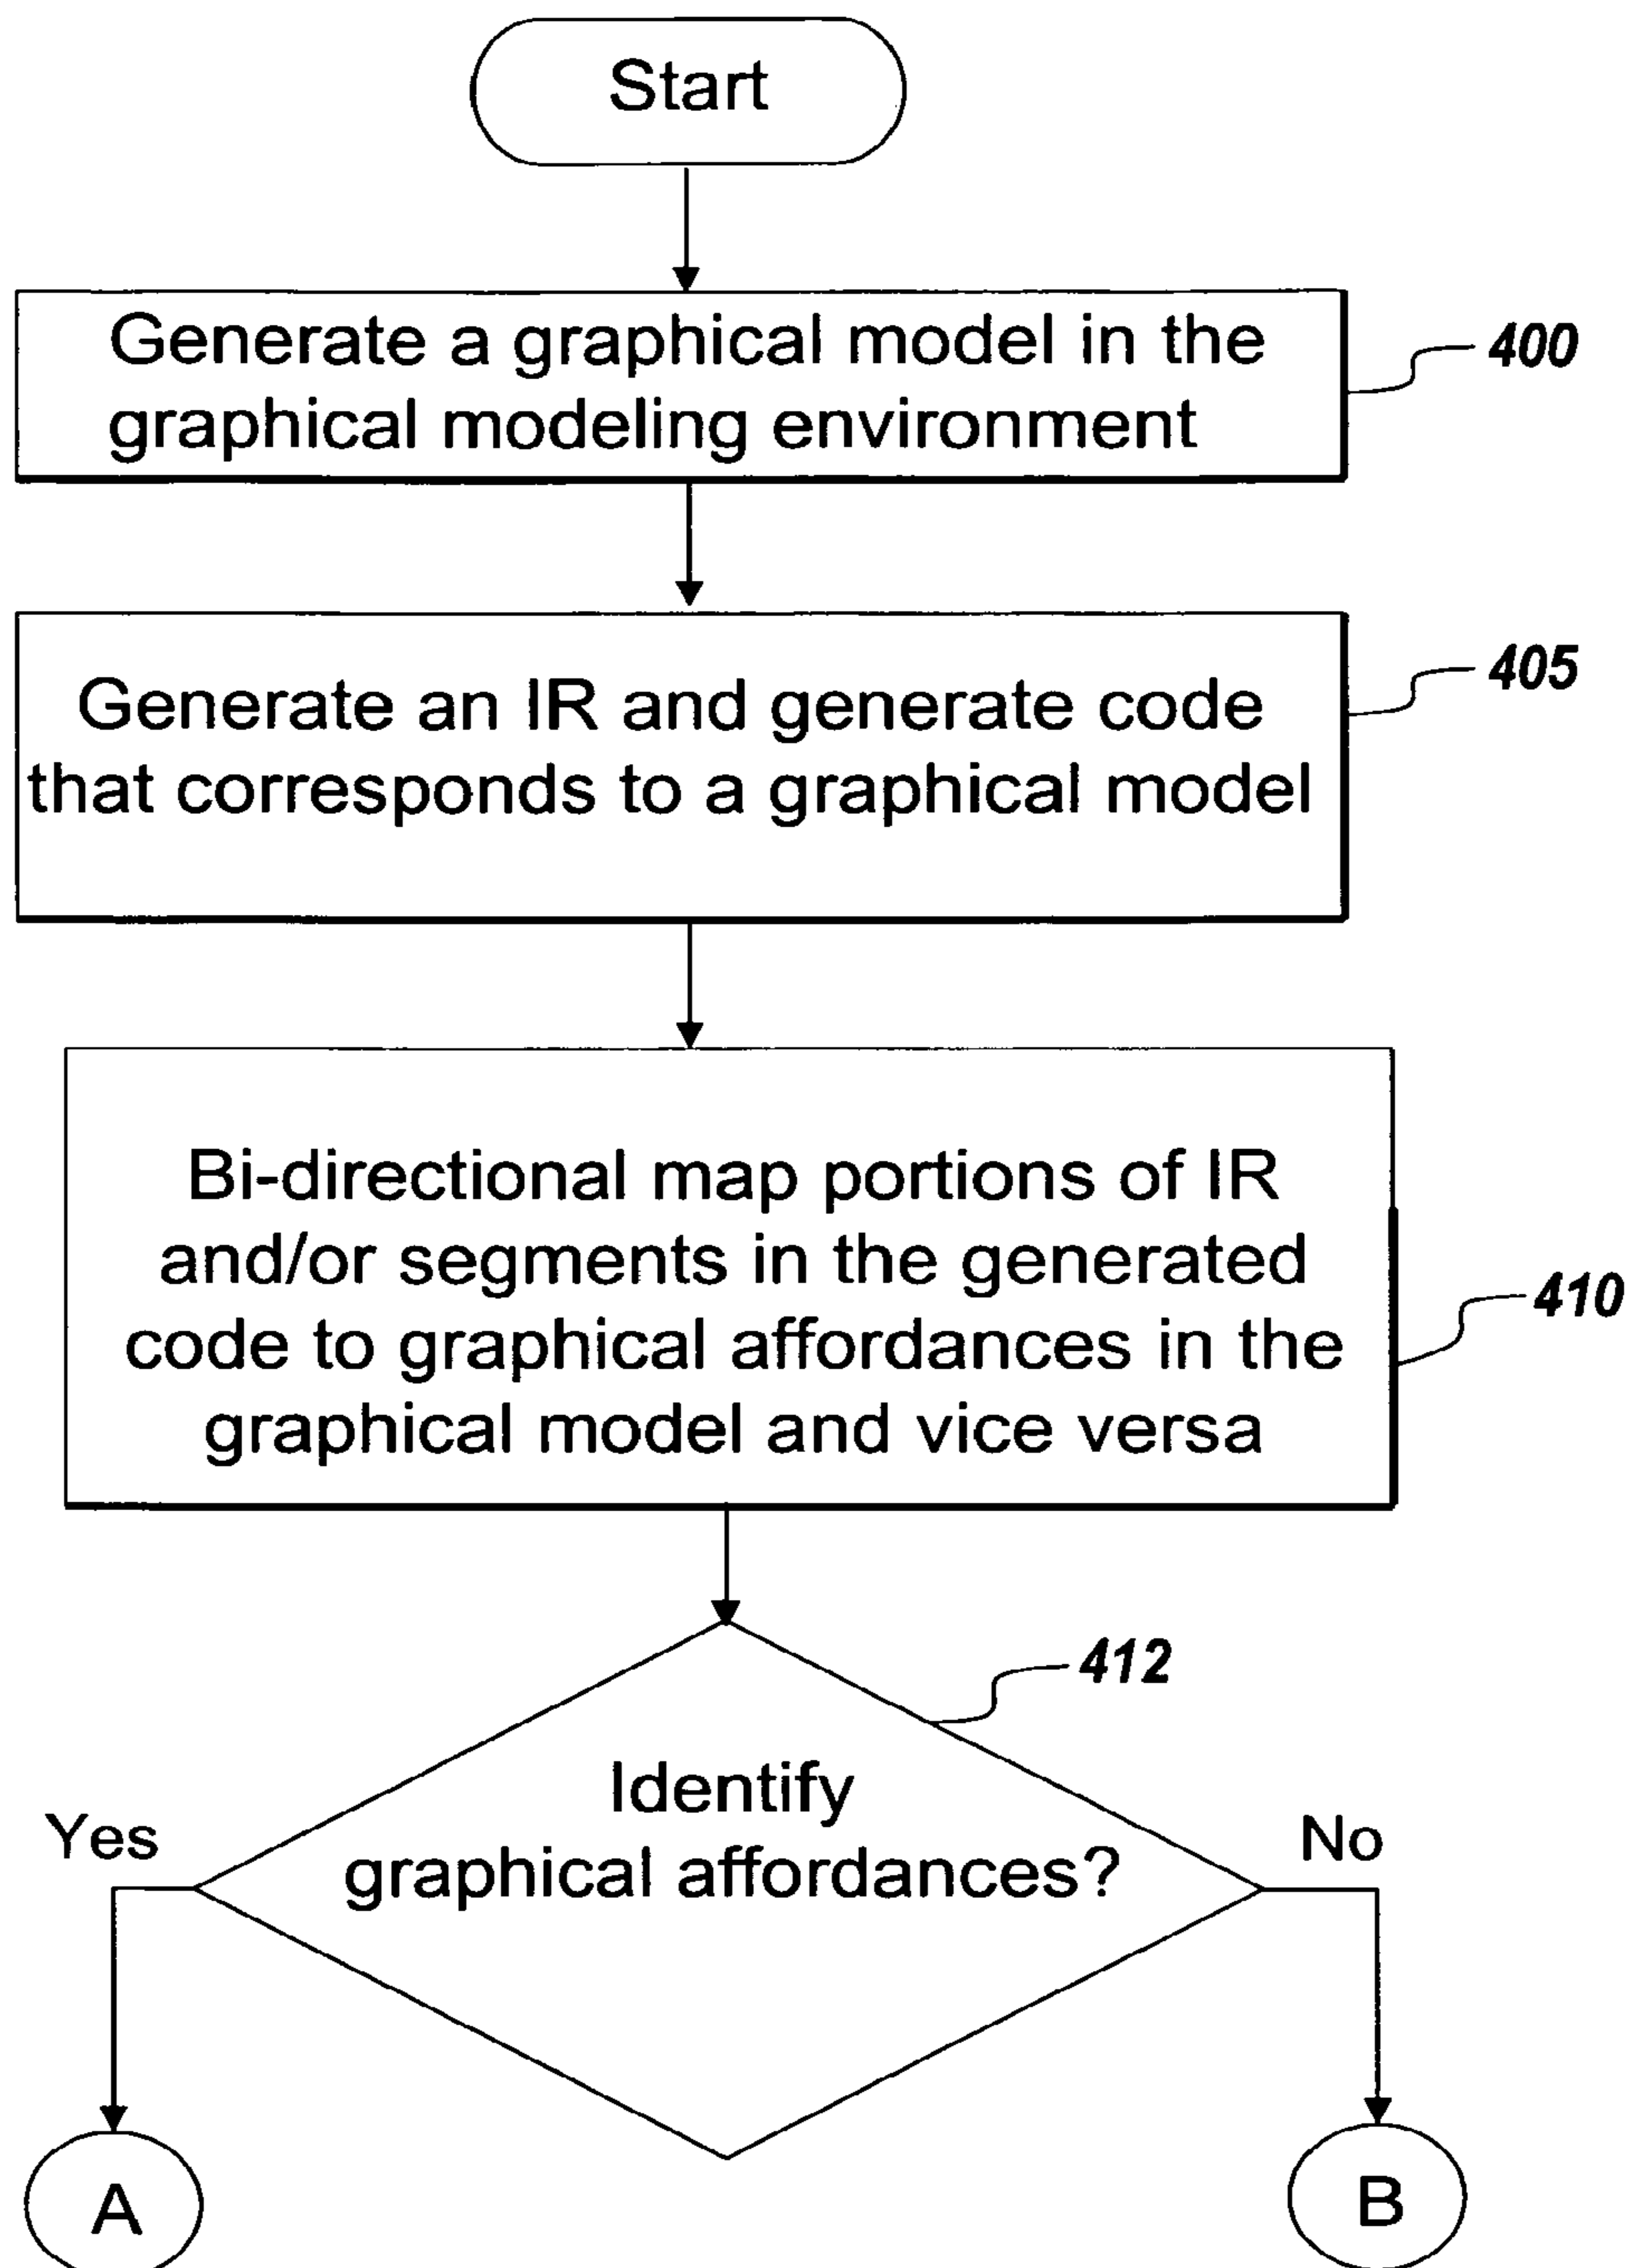 Start
Generate a graphical model in the
graphical modeling environment
400
Generate an IR and generate code
that corresponds to a graphical model
405
Bi-directional map portions of IR
and/or segments in the generated
code to graphical affordances in the
graphical model and vice versa
410
412
Identify
graphical affordances?
Yes
No
A
B